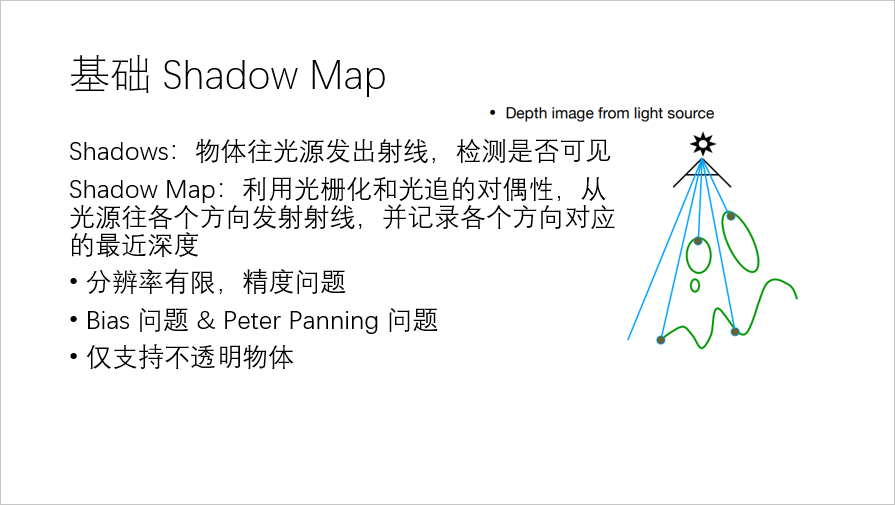 基础 Shadow Map
• Depth image from light source
Shadows：物体往光源发出射线，检测是否可见
Shadow Map：利用光栅化和光追的对偶性，从
光源往各个方向发射射线，并记录各个方向对应
的最近深度
• 分辨率有限，精度问题
• Bias 问题 & Peter Panning 问题
• 仅支持不透明物体